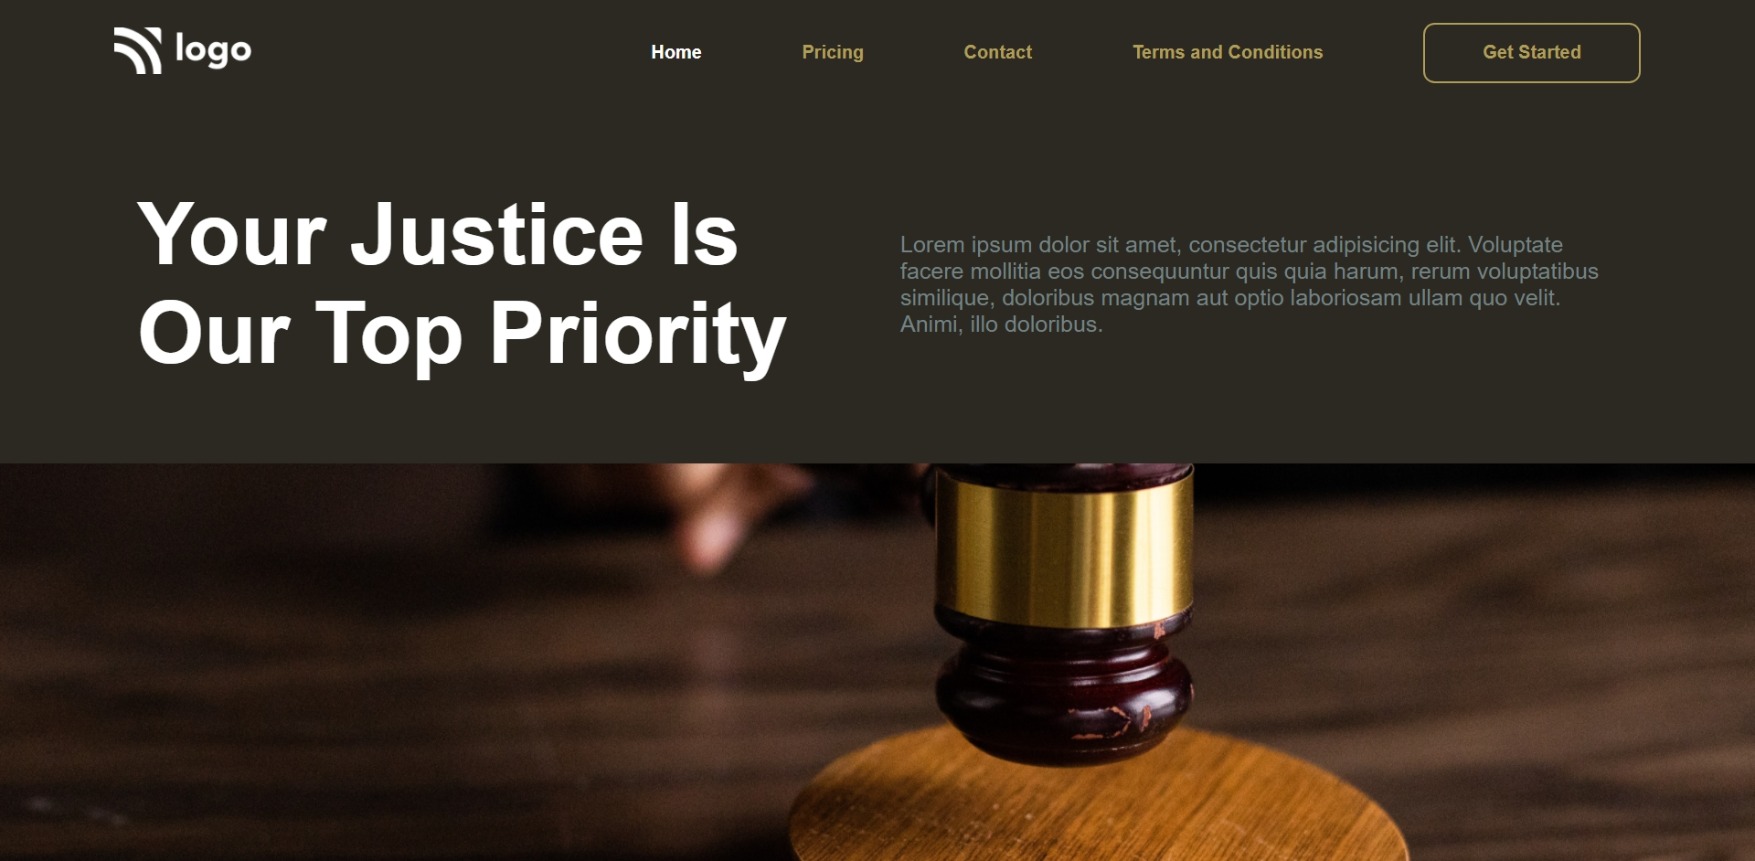 logo
Home
Pricing
Contact
Terms and Conditions
Get Started
Your Justice Is
Our Top Priority
Lorem ipsum dolor sit amet, consectetur adipisicing elit. Voluptate
facere mollitia eos consequuntur quis quia harum, rerum voluptatibus
similique, doloribus magnam aut optio laboriosam ullam quo velit.
Animi, illo doloribus.